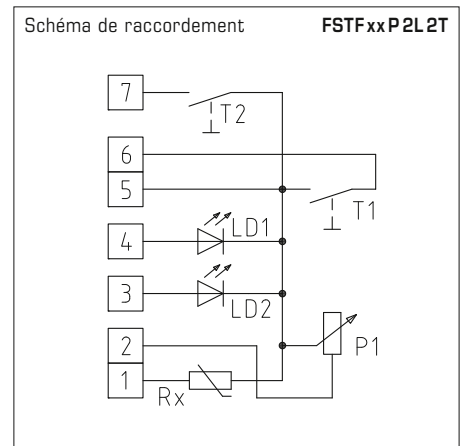 Schéma de raccordement FSTFxxP2L2T
7
T2
6
5
T1
4
LD1
3
LD2
2
P1
1
Rx